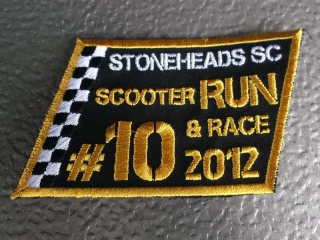 STONEHEADS SC
SCOOTER RUN
#10 & RACE
2012